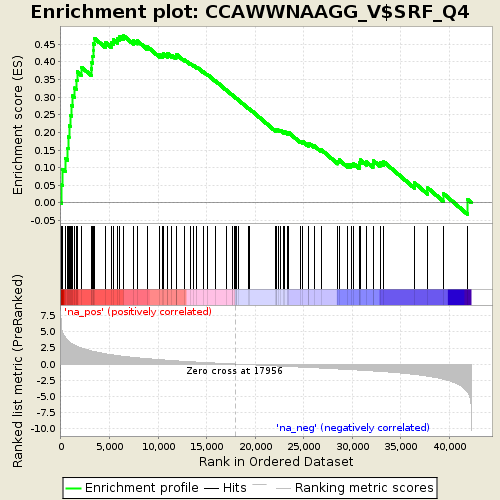 Enrichment plot: CCAWWNAAGG_V$SRF_Q4
Enrichment score (ES)
0.45
0.40
0.35
0.30
0.25
0.20
0.15
0.10
0.05
0.00
-0.05
'na_pos' (positively correlated)
Ranked list metric (PreRanked)
7.5
5.0
2.5
0.0
-2.5
-5.0
-7.5
-10.0
Zero cross at 17956
'na_neg' (negatively correlated)
0
5,000
10,000
15,000
20,000
25,000
30,000
35,000
40,000
Rank in Ordered Dataset
Enrichment profile
Hits
Ranking metric scores